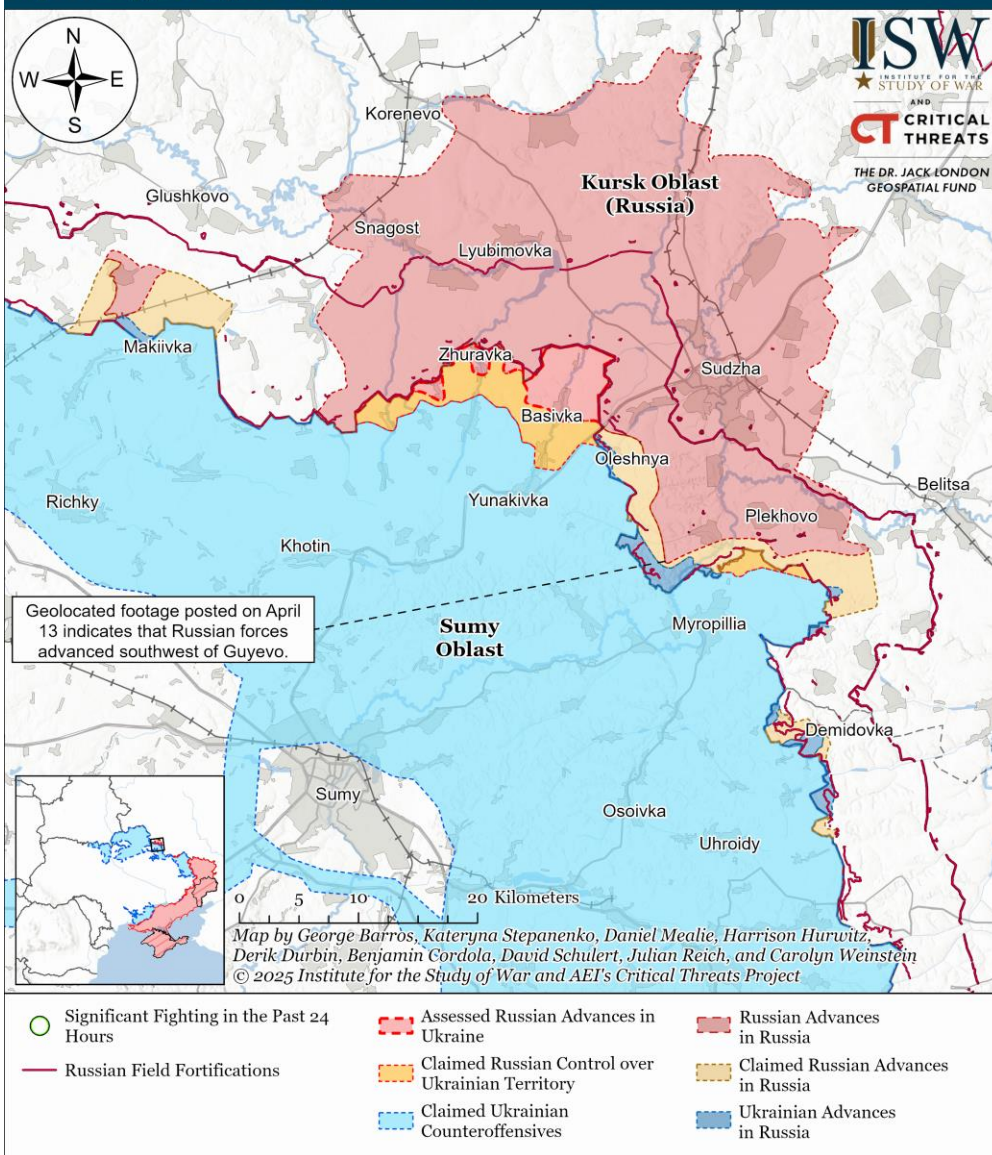 N
W
E
S
ISW
INSTITUTE FOR THE
STUDY OF WAR
AND
CT CRITICAL
THREATS
THE DR. JACK LONDON
GEOSPATIAL FUND
Korenevo
Kursk Oblast
(Russia)
Glushkovo
Snagost
Lyubimovka
Makiivka
Zhuravka
Sudzha
Basivka
Oleshnya
Belitsa
Richky
Yunakivka
Plekhovo
Khotin
Geolocated footage posted on April
13 indicates that Russian forces
advanced southwest of Guyevo.
Sumy
Oblast
Myropillia
Demidovka
Sumy
Osoivka
Uhroidy
0 5 10 20 Kilometers
Map by George Barros, Kateryna Stepanenko, Daniel Mealie, Harrison Hurwitz,
Derik Durbin, Benjamin Cordola, David Schulert, Julian Reich, and Carolyn Weinstein
© 2025 Institute for the Study of War and AEI's Critical Threats Project
Significant Fighting in the Past 24
Hours
Russian Field Fortifications
Assessed Russian Advances in
Ukraine
Claimed Russian Control over
Ukrainian Territory
Claimed Ukrainian
Counteroffensives
Russian Advances
in Russia
Claimed Russian Advances
in Russia
Ukrainian Advances
in Russia